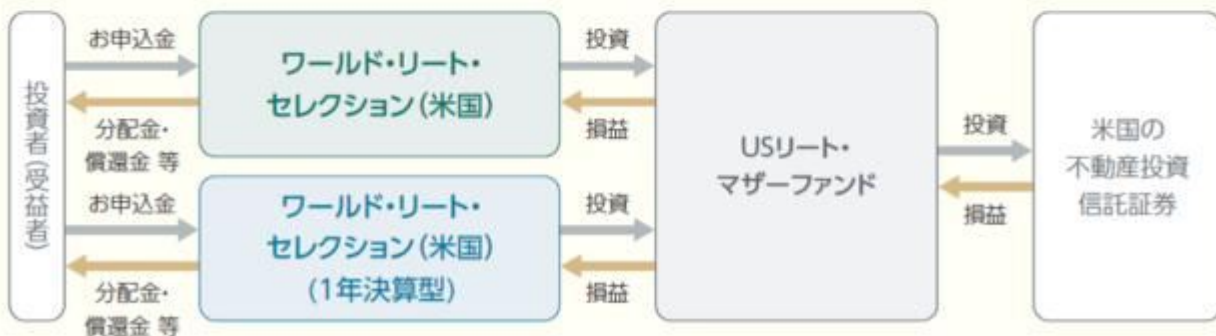 投資者(受益者)
お申込金
分配金・
償還金 等
お申込金
分配金・
償還金 等
ワールド・リート・
セレクション(米国)
ワールド・リート・
セレクション(米国)
(1年決算型)
投資
損益
投資
損益
USリート・
マザーファンド
投資
損益
米国の
不動産投資
信託証券